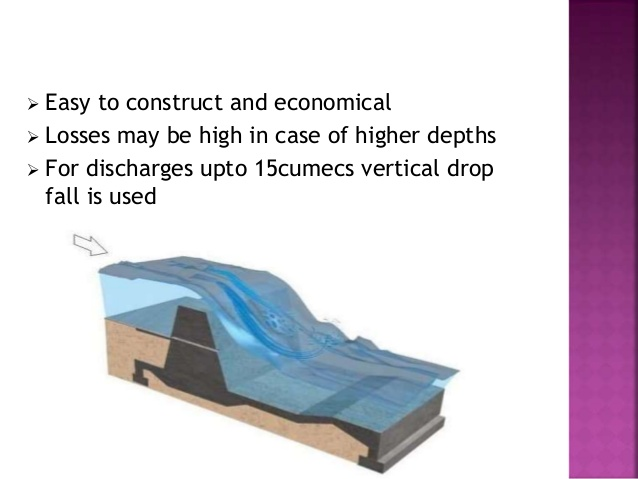 ➢ Easy to construct and economical
➢ Losses may be high in case of higher depths
➢ For discharges upto 15cumecs vertical drop
fall is used